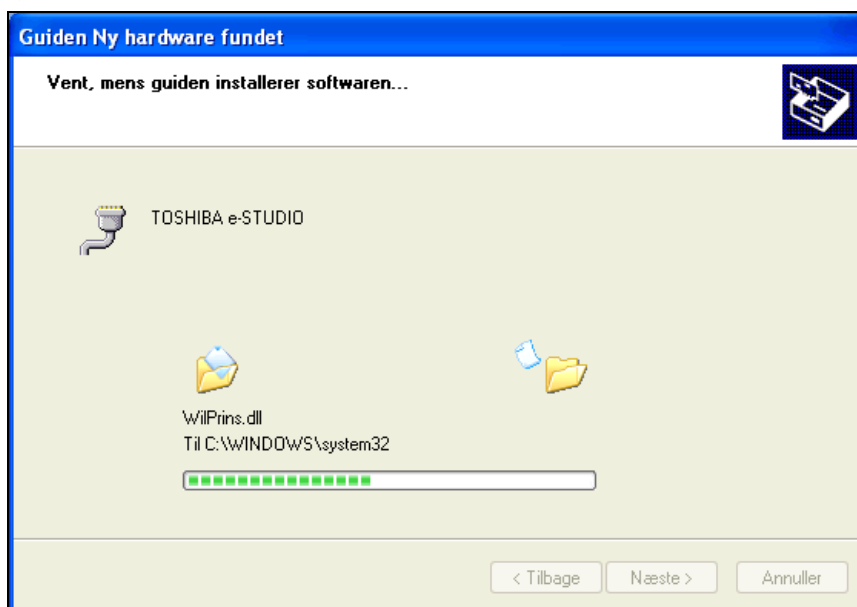 Guiden Ny hardware fundet
Vent, mens guiden installerer softwaren...
TOSHIBA e-STUDIO
WilPrins.dll
Til C:\WINDOWS\system32
< Tilbage
Næste >
Annuller